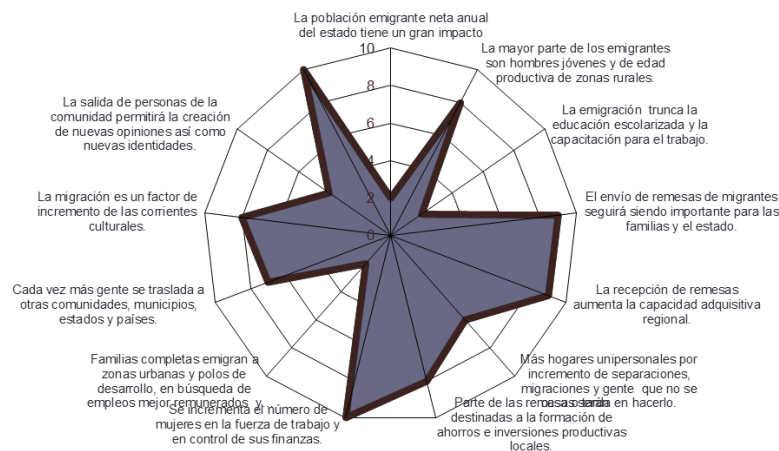 La población emigrante neta anual
del estado tiene un gran impacto
10
8
6
4
2
0
La mayor parte de los emigrantes
son hombres jóvenes y de edad
productiva de zonas rurales.
La emigración trunca la
educación escolarizada y la
capacitación para el trabajo.
El envío de remesas de migrantes
seguirá siendo importante para las
familias y el estado.
La recepción de remesas
aumenta la capacidad adquisitiva
regional.
Más hogares unipersonales por
incremento de separaciones,
migraciones y gente que no se
en hacerlo.
Parte de las remesas serán
destinadas a la formación de
ahorros e inversiones productivas
locales.
Se incrementa el número de
mujeres en la fuerza de trabajo y
en control de sus finanzas.
Familias completas emigran a
zonas urbanas y polos de
desarrollo, en búsqueda de
empleos mejor remunerados y
Cada vez más gente se traslada a
otras comunidades, municipios,
estados y países.
La migración es un factor de
incremento de las corrientes
culturales.
La salida de personas de la
comunidad permitirá la creación
de nuevas opiniones así como
nuevas identidades.